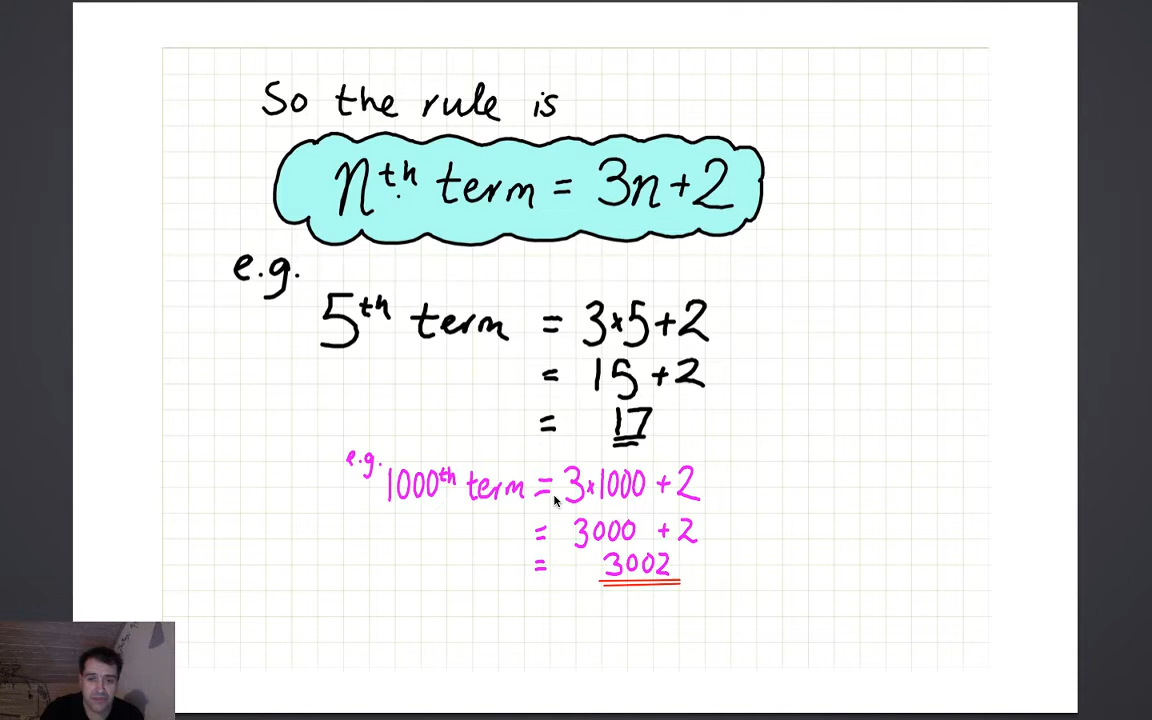 So the rule is
nth term = 3n+2
e.g.
5th term = 3×5+2
= 15 +2
= 17
e.g. 1000th term = 3×1000 +2
= 3000 +2
= 3002